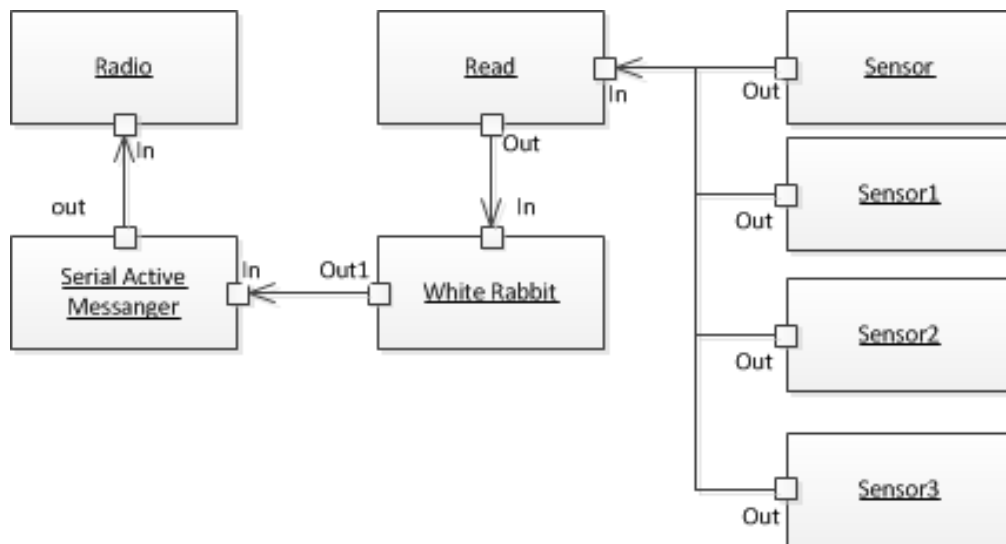 Radio
Read
Sensor
In
Out
In
Out
Sensor1
out
In
Out
Serial Active
Messanger
In
Out1
White Rabbit
Sensor2
Out
Sensor3
Out